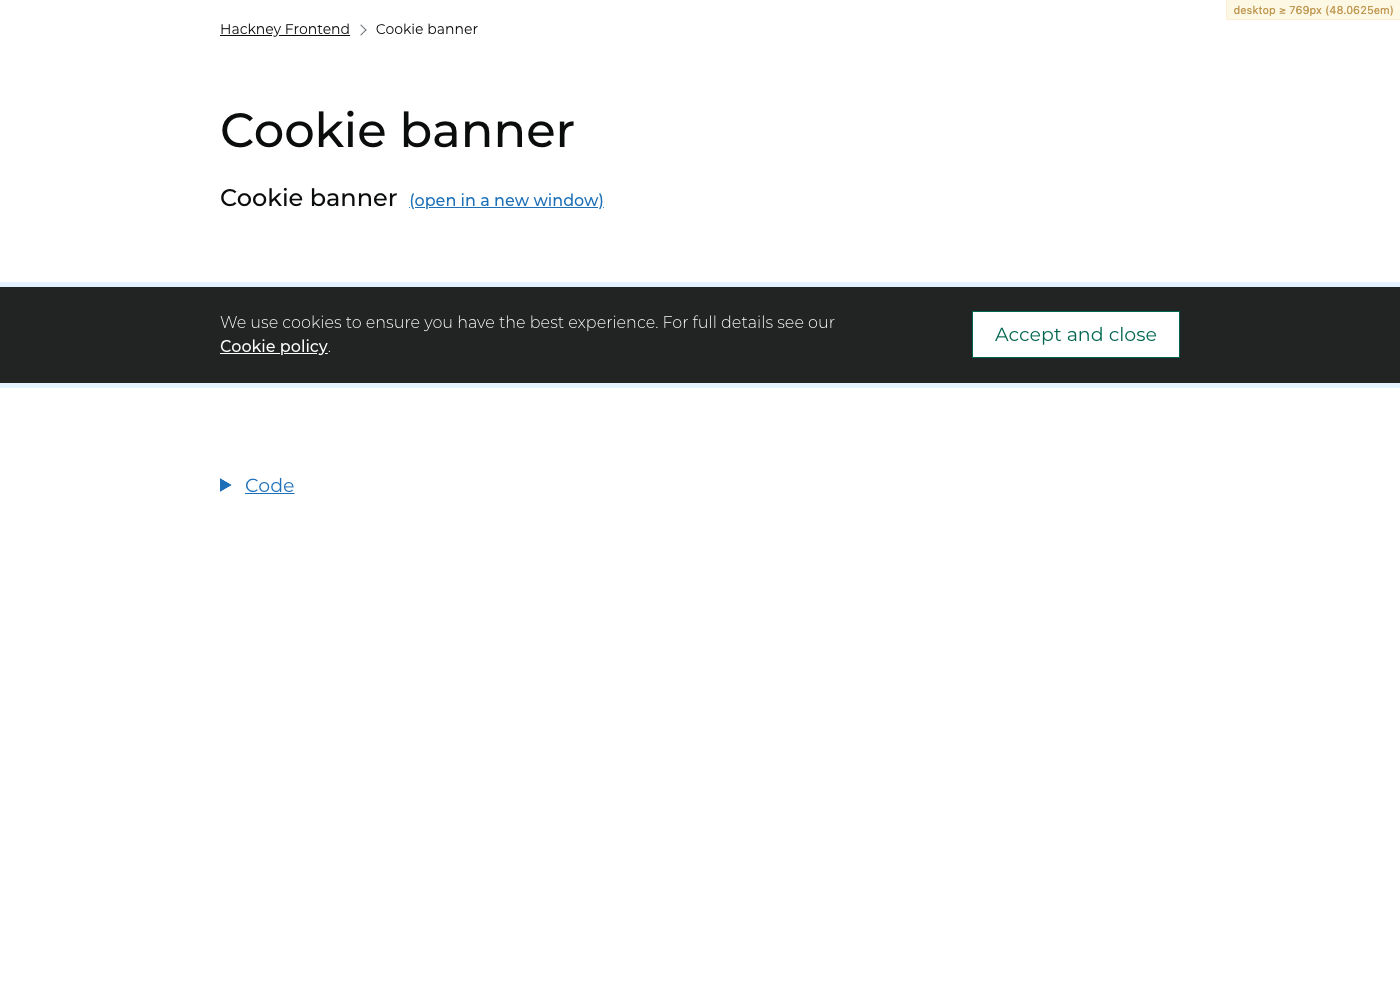 desktop ≥ 769px (48.0625em)
Hackney Frontend Cookie banner
Cookie banner
Cookie banner (open in a new window)
We use cookies to ensure you have the best experience. For full details see our
Cookie policy.
Accept and close
Code